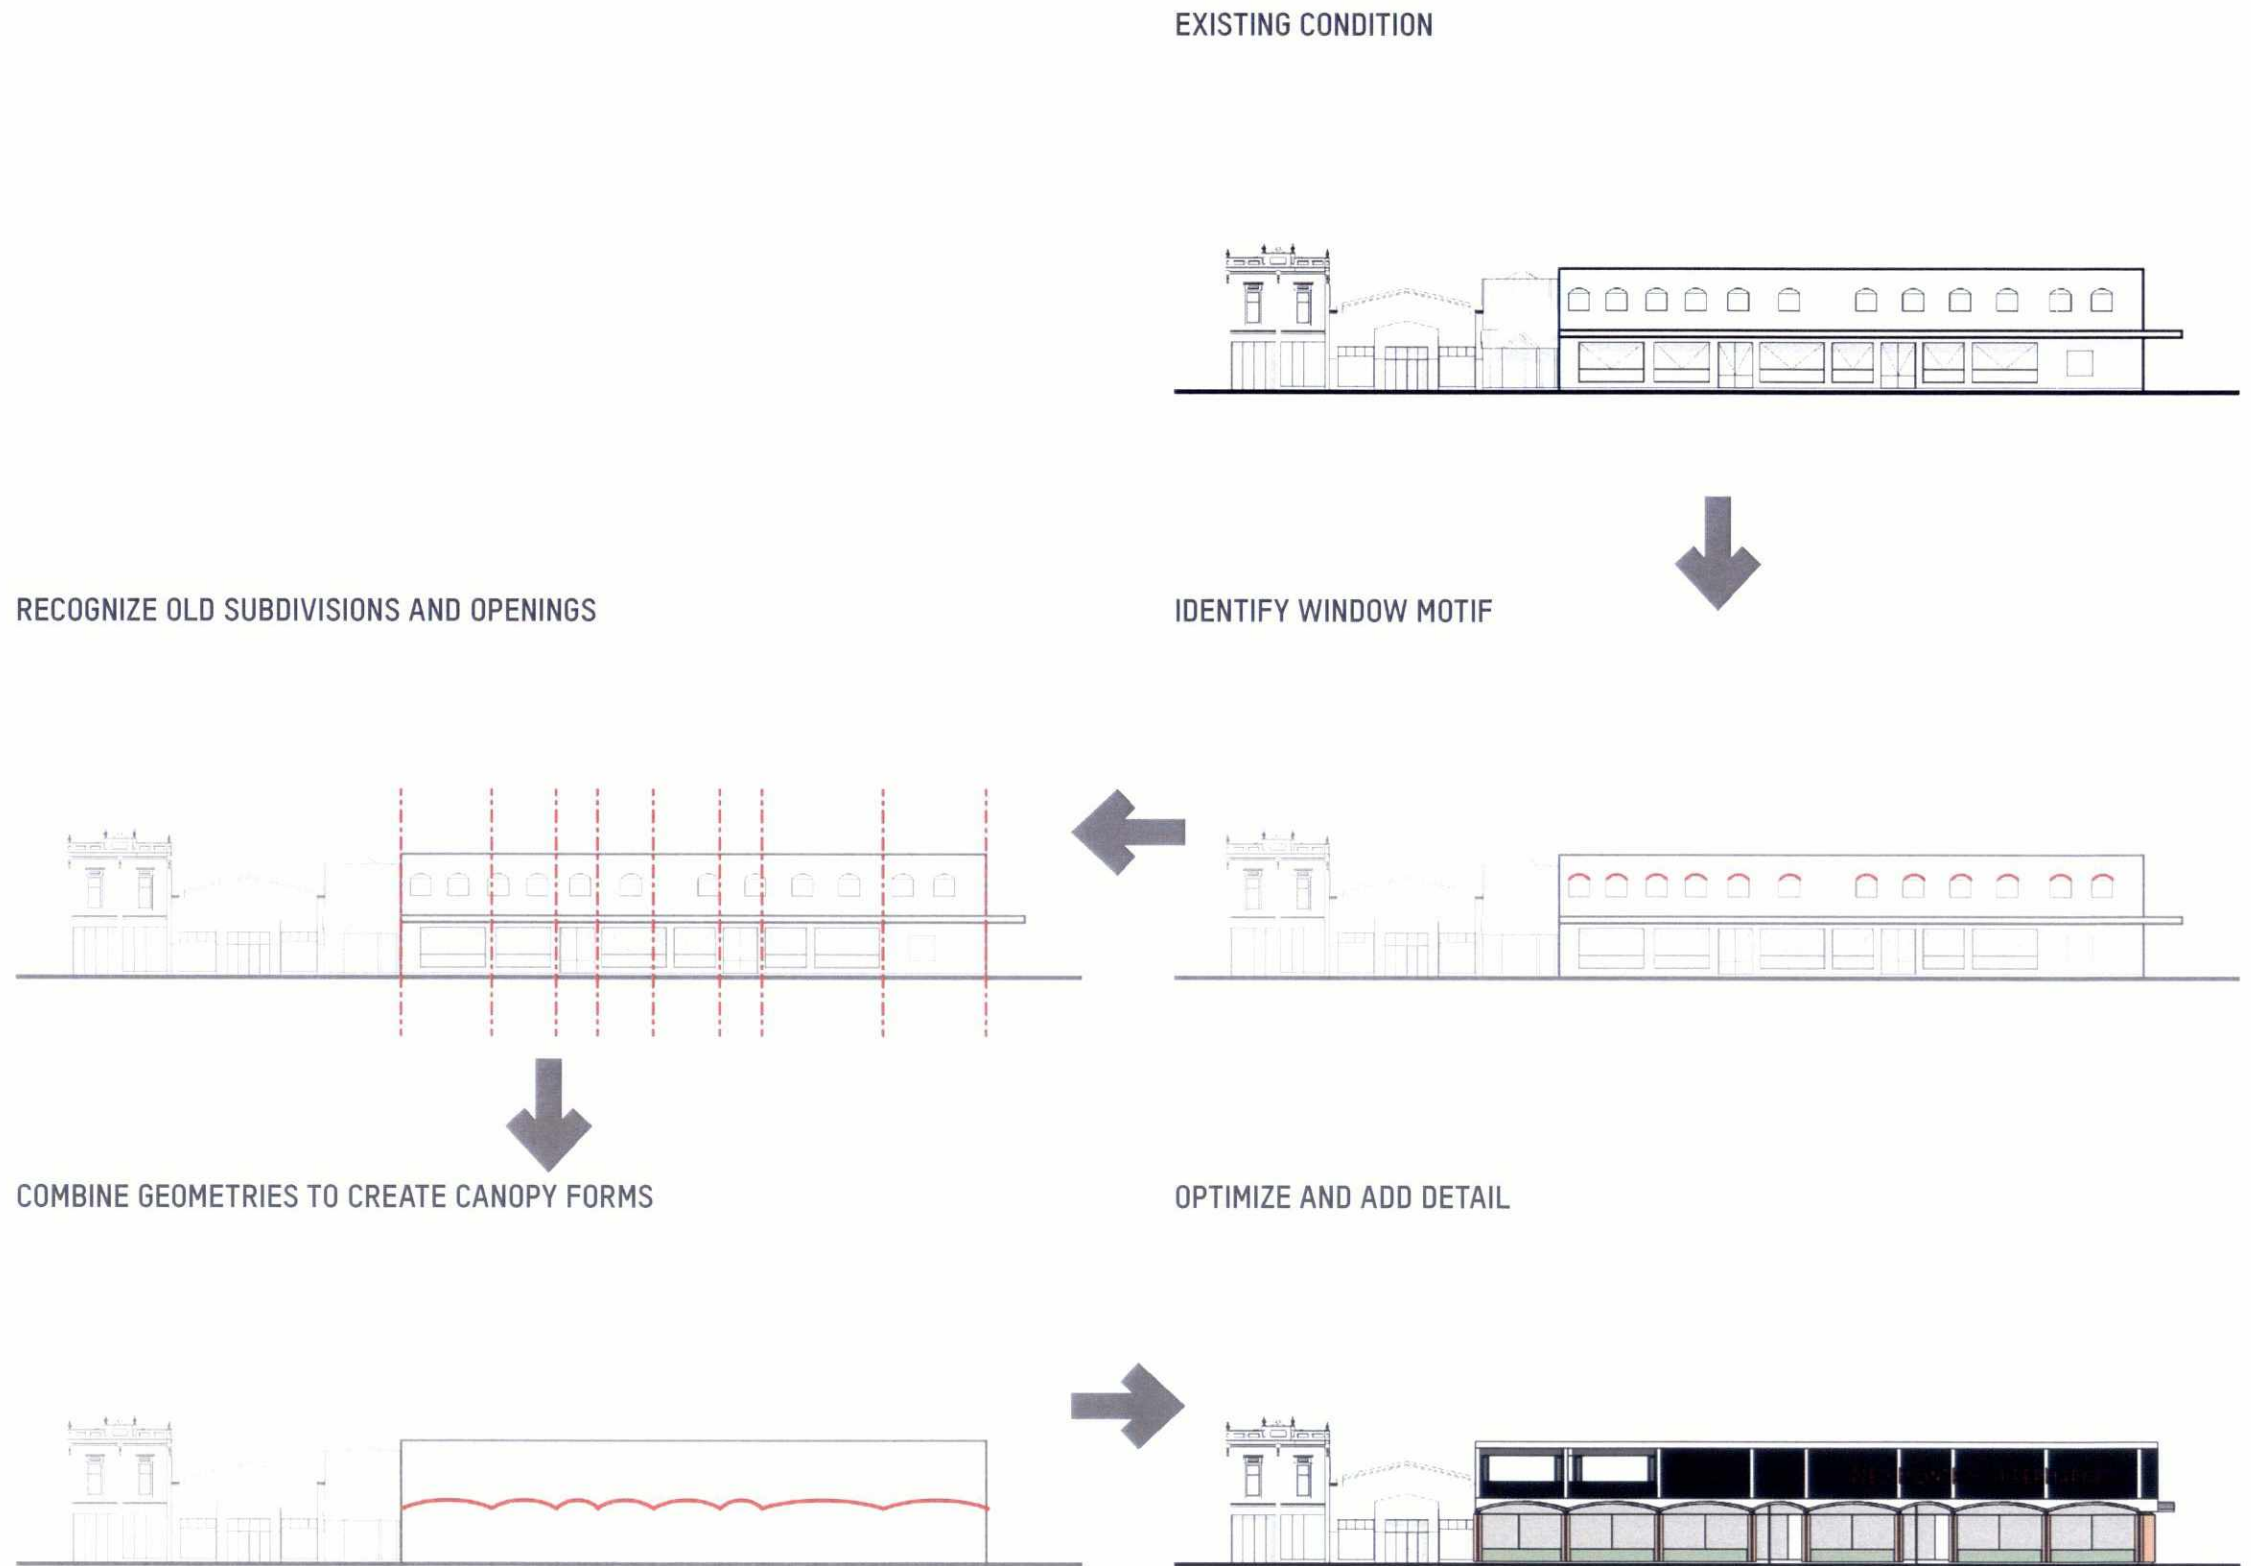 EXISTING CONDITION
RECOGNIZE OLD SUBDIVISIONS AND OPENINGS
IDENTIFY WINDOW MOTIF
COMBINE GEOMETRIES TO CREATE CANOPY FORMS
OPTIMIZE AND ADD DETAIL